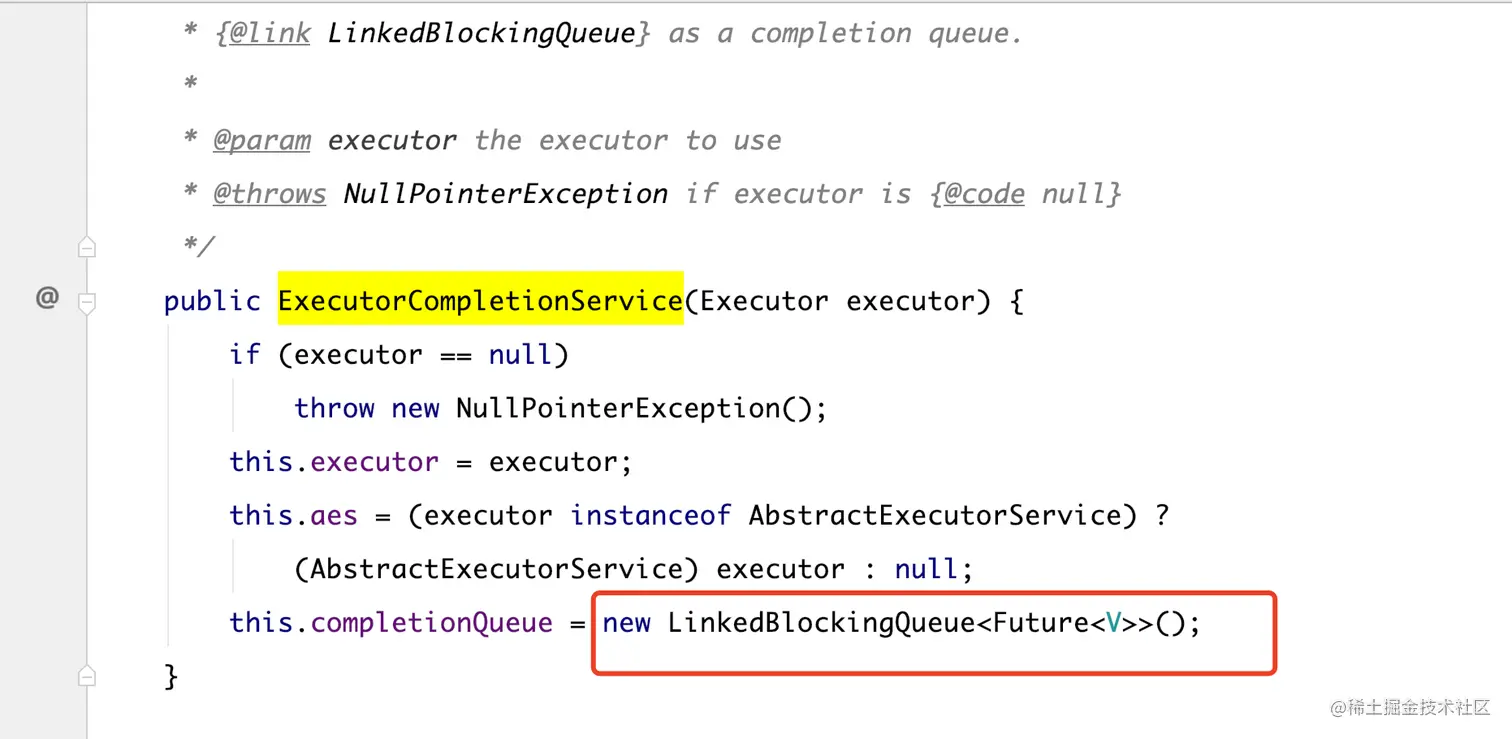 * {@link LinkedBlockingQueue} as a completion queue.
*
* @param executor the executor to use
* @throws NullPointerException if executor is {@code null}
*/
@ public ExecutorCompletionService(Executor executor) {
if (executor == null)
throw new NullPointerException();
this.executor = executor;
this.aes = (executor instanceof AbstractExecutorService) ?
(AbstractExecutorService) executor : null;
this.completionQueue = new LinkedBlockingQueue<Future<V>>();
}
@稀土掘金技术社区